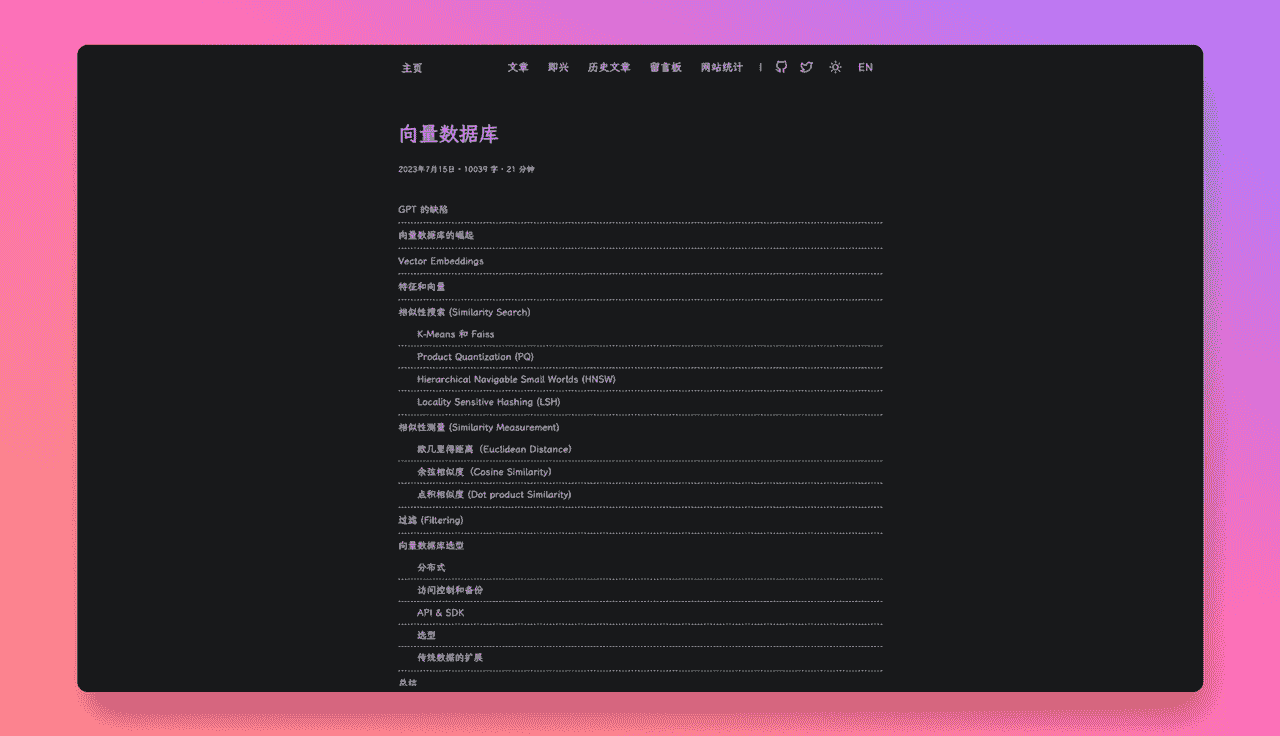 主页 文章 即兴 历史文章 留言板 网站统计 | EN
向量数据库
2023年7月15日 · 10039 字 · 21 分钟
GPT 的缺陷
向量数据库的崛起
Vector Embeddings
特征和向量
相似性搜索 (Similarity Search)
K-Means 和 Faiss
Product Quantization (PQ)
Hierarchical Navigable Small Worlds (HNSW)
Locality Sensitive Hashing (LSH)
相似性测量 (Similarity Measurement)
欧几里得距离（Euclidean Distance）
余弦相似度（Cosine Similarity）
点积相似度 (Dot product Similarity)
过滤 (Filtering)
向量数据库选型
分布式
访问控制和备份
API & SDK
选型
传统数据的扩展
总结